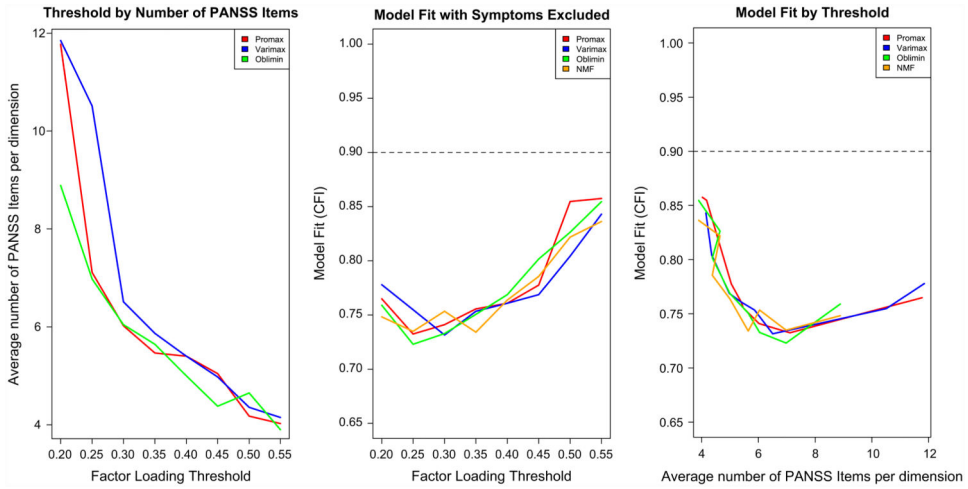 Threshold by Number of PANSS Items
Promax
Varimax
Oblimin
12
10
8
6
4
Average number of PANSS Items per dimension
0.20 0.25 0.30 0.35 0.40 0.45 0.50 0.55
Factor Loading Threshold
Model Fit with Symptoms Excluded
Promax
Varimax
Oblimin
NMF
1.00
0.95
0.90
0.85
0.80
0.75
0.70
0.65
Model Fit (CFI)
0.20 0.25 0.30 0.35 0.40 0.45 0.50 0.55
Factor Loading Threshold
Model Fit by Threshold
Promax
Varimax
Oblimin
NMF
1.00
0.95
0.90
0.85
0.80
0.75
0.70
0.65
Model Fit (CFI)
4 6 8 10 12
Average number of PANSS Items per dimension